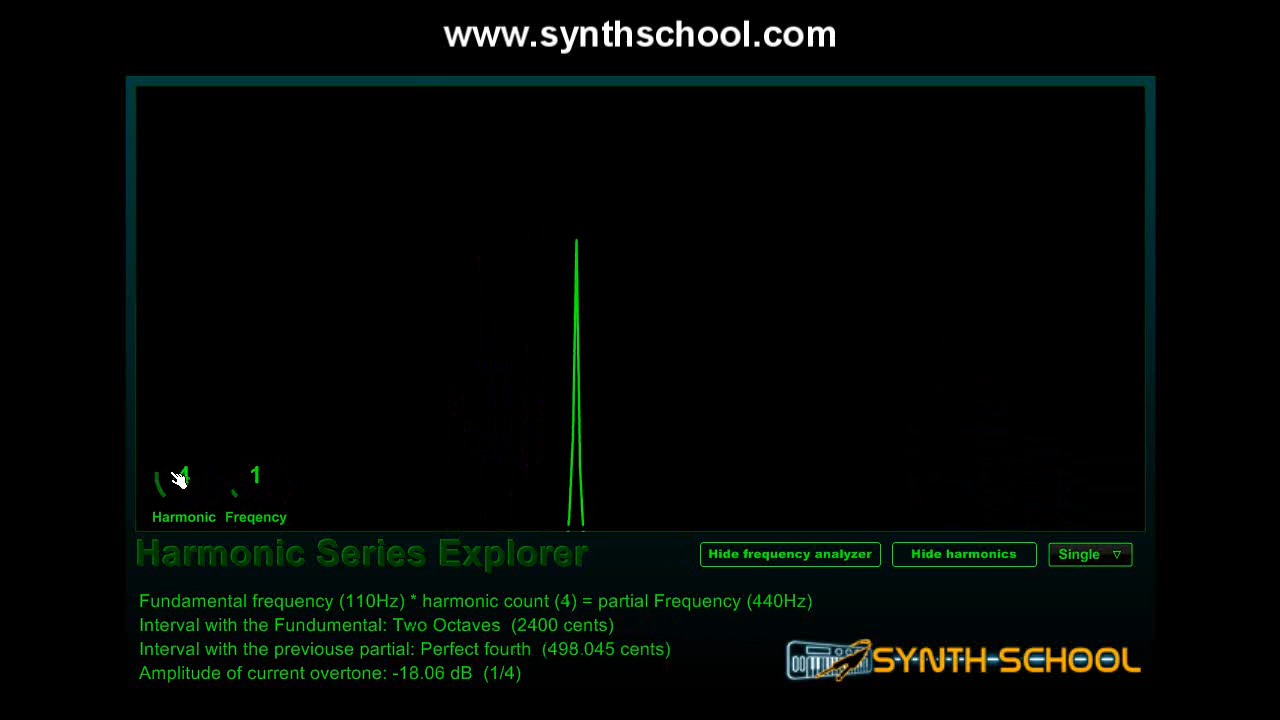 www.synthschool.com
4 1
Harmonic Freqency
Harmonic Series Explorer
Hide frequency analyzer Hide harmonics Single
Fundamental frequency (110Hz) * harmonic count (4) = partial Frequency (440Hz)
Interval with the Fundumental: Two Octaves (2400 cents)
Interval with the previouse partial: Perfect fourth (498.045 cents)
Amplitude of current overtone: -18.06 dB (1/4)
SYNTH-SCHOOL